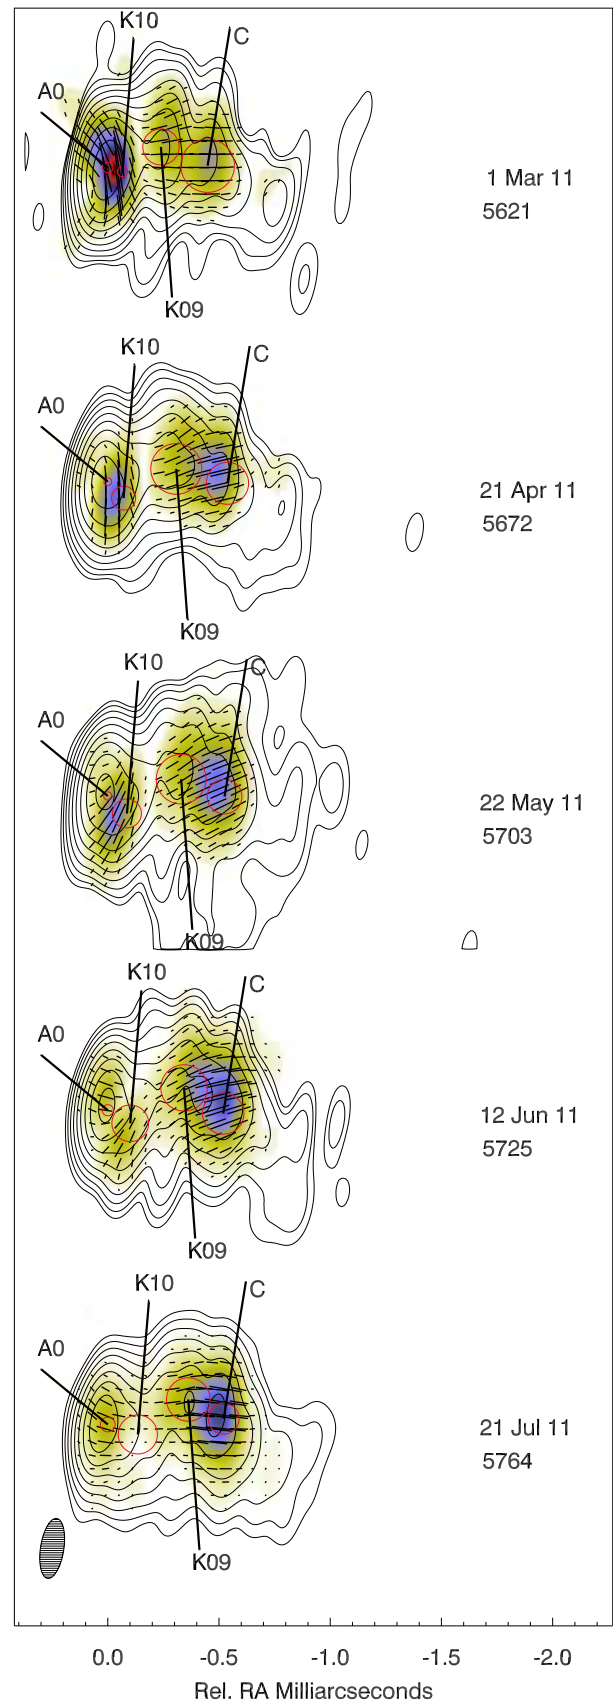 K10
C
A0
1 Mar 11
5621
K09
K10
C
A0
21 Apr 11
5672
K09
K10
C
A0
22 May 11
5703
K09
K10
C
A0
12 Jun 11
5725
K09
K10
C
A0
21 Jul 11
5764
K09
0.0 -0.5 -1.0 -1.5 -2.0
Rel. RA Milliarcseconds